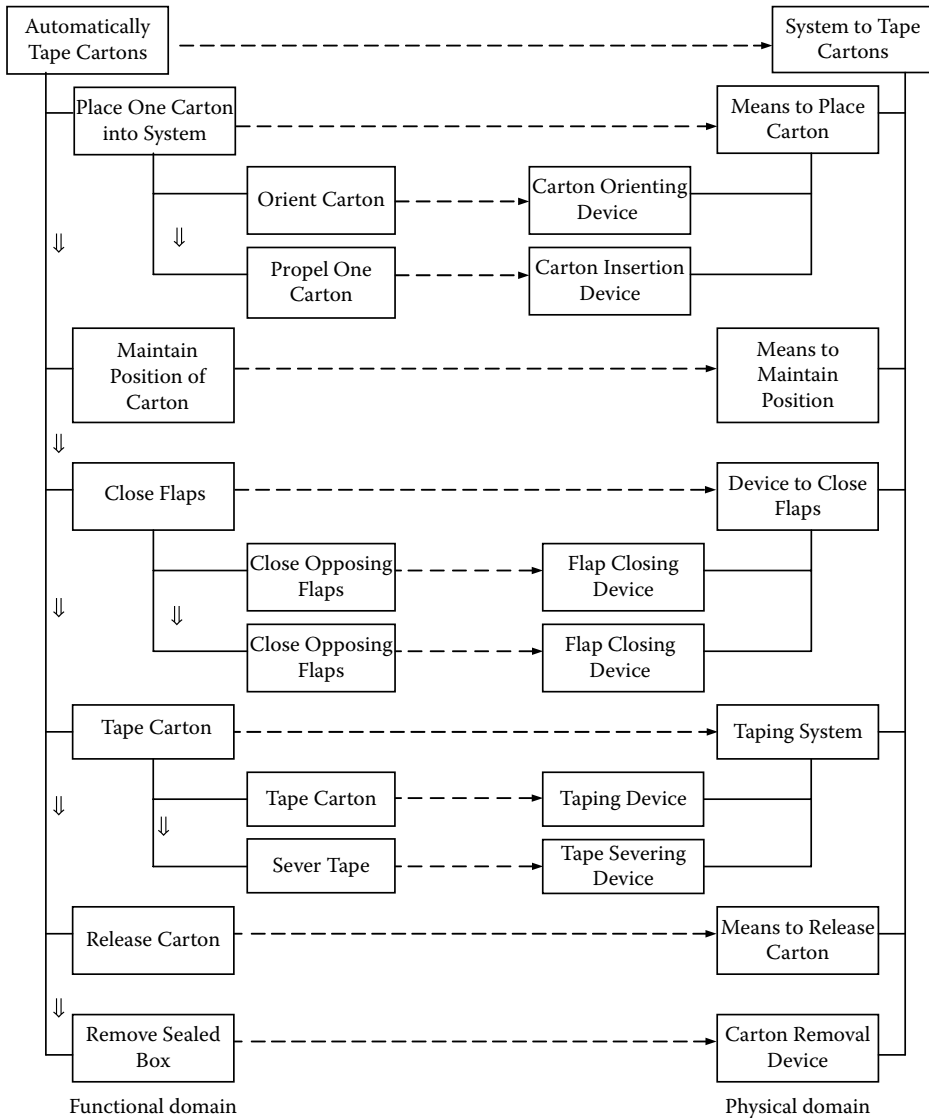 Automatically
Tape Cartons
System to Tape
Cartons
Place One Carton
into System
Means to Place
Carton
Orient Carton
Carton Orienting
Device
⇓
⇓
Propel One
Carton
Carton Insertion
Device
Maintain
Position of
Carton
Means to
Maintain
Position
⇓
Close Flaps
Device to Close
Flaps
Close Opposing
Flaps
Flap Closing
Device
⇓
⇓
Close Opposing
Flaps
Flap Closing
Device
Tape Carton
Taping System
Tape Carton
Taping Device
⇓
⇓
Sever Tape
Tape Severing
Device
Release Carton
Means to Release
Carton
⇓
Remove Sealed
Box
Carton Removal
Device
Functional domain
Physical domain